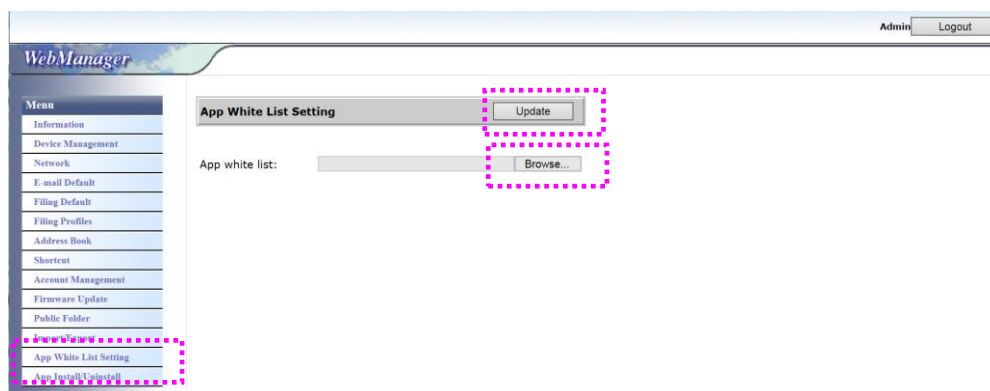 Admin Logout
WebManager
Menu
Information
Device Management
Network
E-mail Default
Filing Default
Filing Profiles
Address Book
Shortcut
Account Management
Firmware Update
Public Folder
Import/Export
App White List Setting
App Install/Uninstall
App White List Setting Update
App white list: Browse...